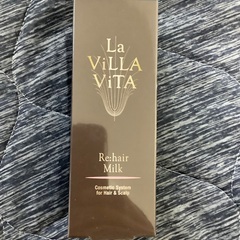 La
ViLLA
ViTA
Re:hair
Milk
Cosmetic System
for Hair & Scalp